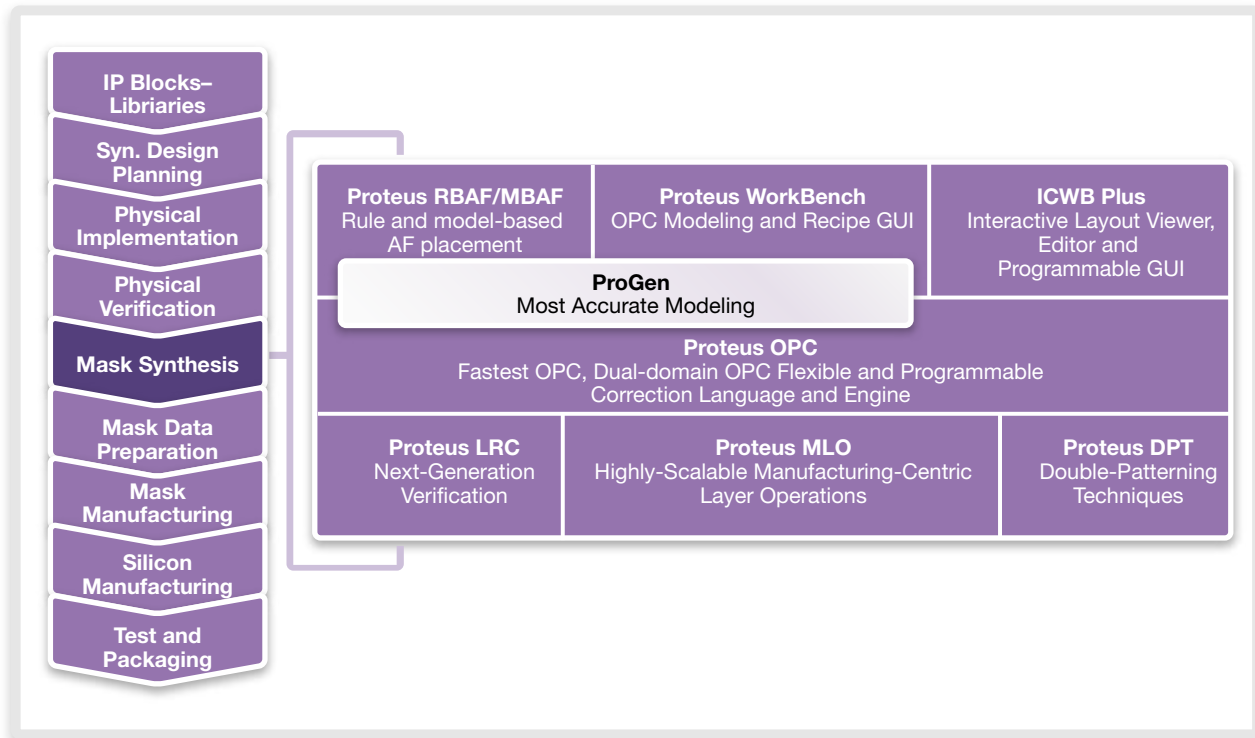 IP Blocks–
Libriaries
Syn. Design
Planning
Physical
Implementation
Physical
Verification
Mask Synthesis
Mask Data
Preparation
Mask
Manufacturing
Silicon
Manufacturing
Test and
Packaging
Proteus RBAF/MBAF
Rule and model-based
AF placement
Proteus WorkBench
OPC Modeling and Recipe GUI
ICWB Plus
Interactive Layout Viewer,
Editor and
Programmable GUI
ProGen
Most Accurate Modeling
Proteus OPC
Fastest OPC, Dual-domain OPC Flexible and Programmable
Correction Language and Engine
Proteus LRC
Next-Generation
Verification
Proteus MLO
Highly-Scalable Manufacturing-Centric
Layer Operations
Proteus DPT
Double-Patterning
Techniques